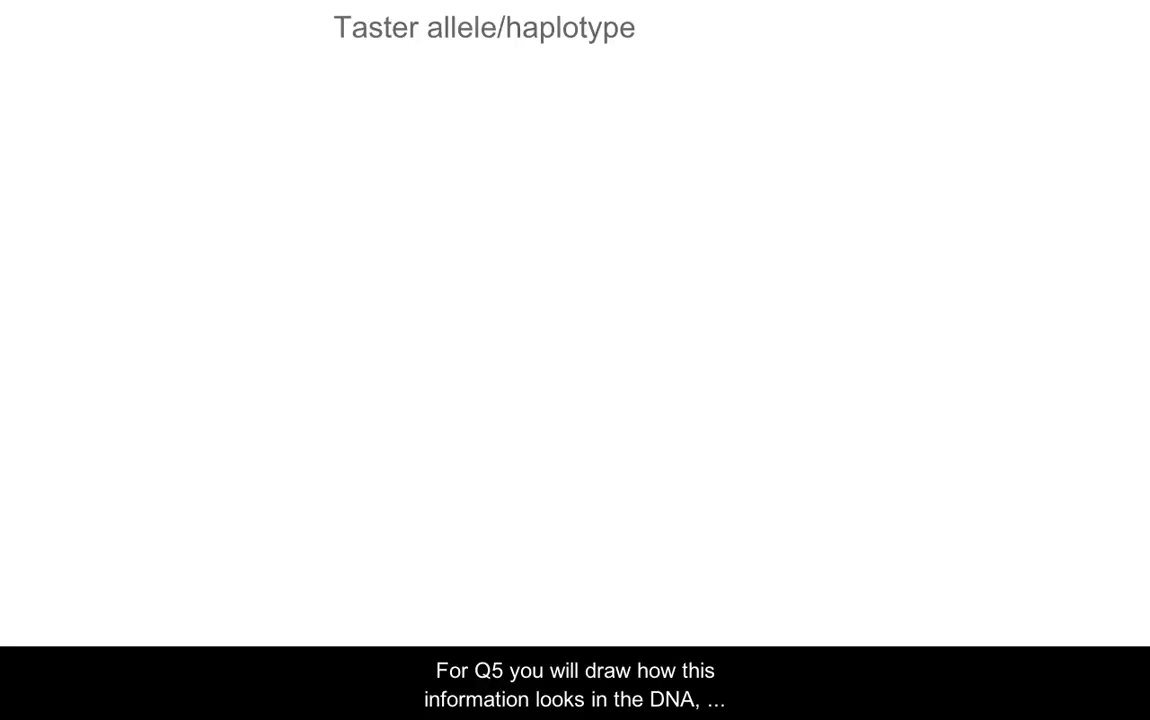 Taster allele/haplotype
For Q5 you will draw how this
information looks in the DNA, ...